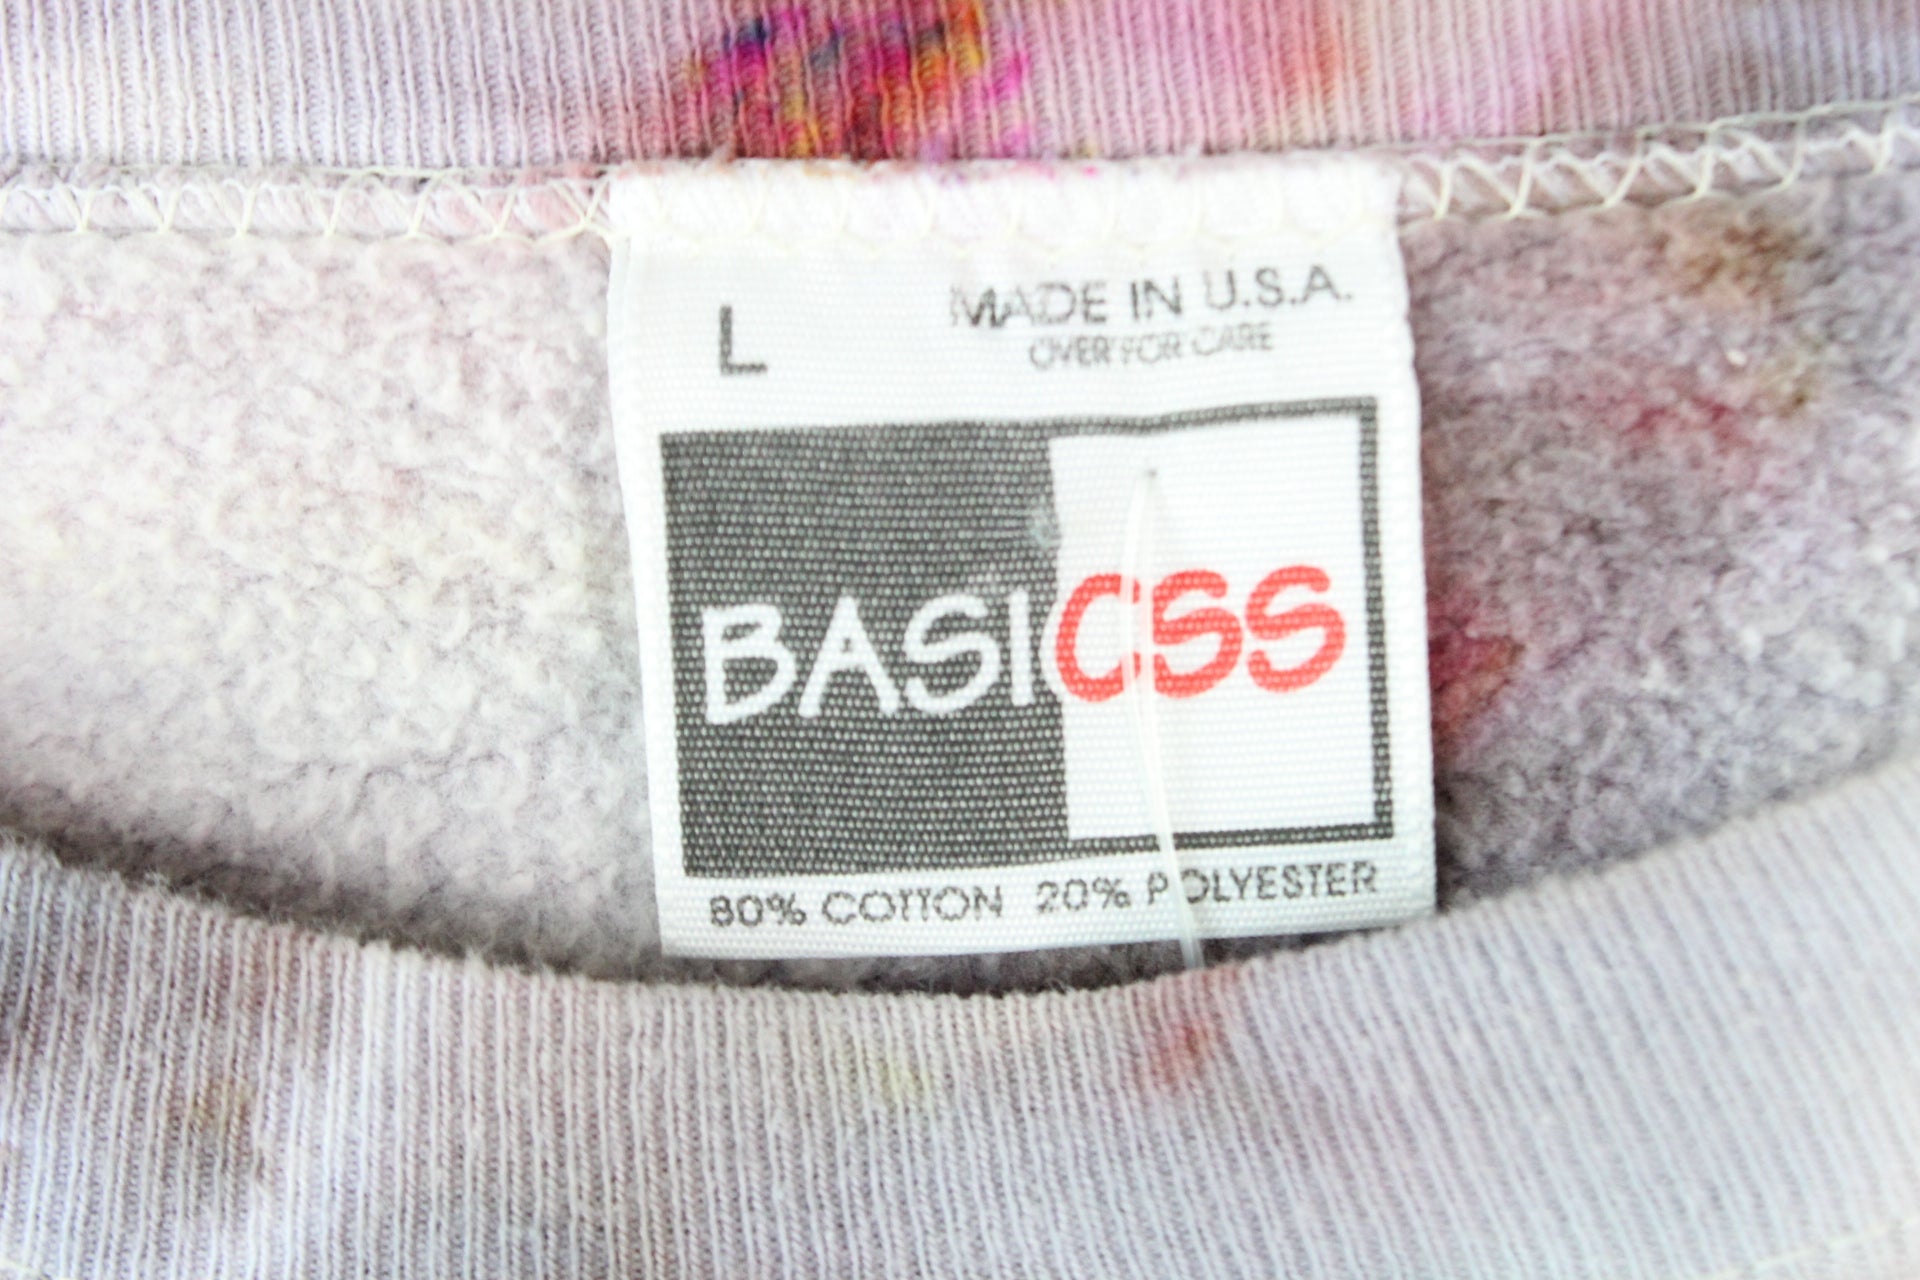 L
MADE IN U.S.A.
OVER FOR CARE
BASICSS
80% COTTON 20% POLYESTER